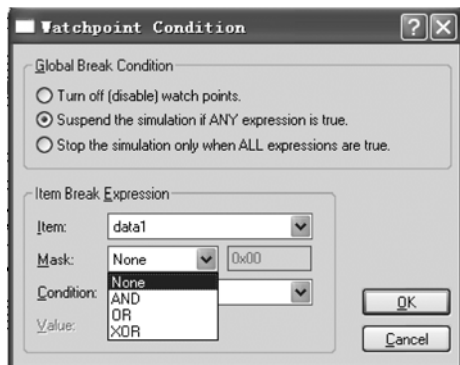 Watchpoint Condition
Global Break Condition
Turn off (disable) watch points.
Suspend the simulation if ANY expression is true.
Stop the simulation only when ALL expressions are true.
Item Break Expression
Item: data1
Mask: None 0x00
None
AND
OR
XOR
Condition:
Value:
OK
Cancel